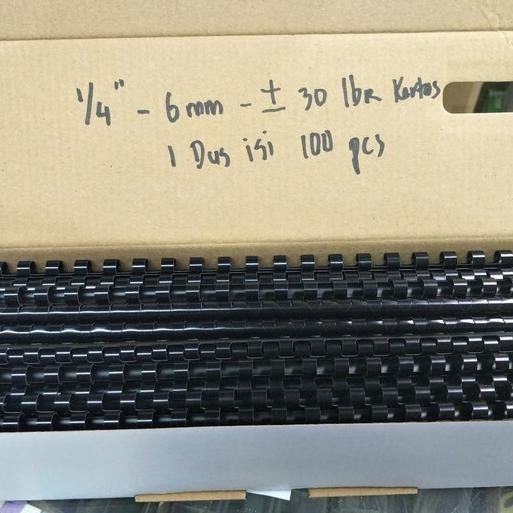 1/4" - 6 mm - ± 30 lbr Kertas
1 Dus isi 100 pcs